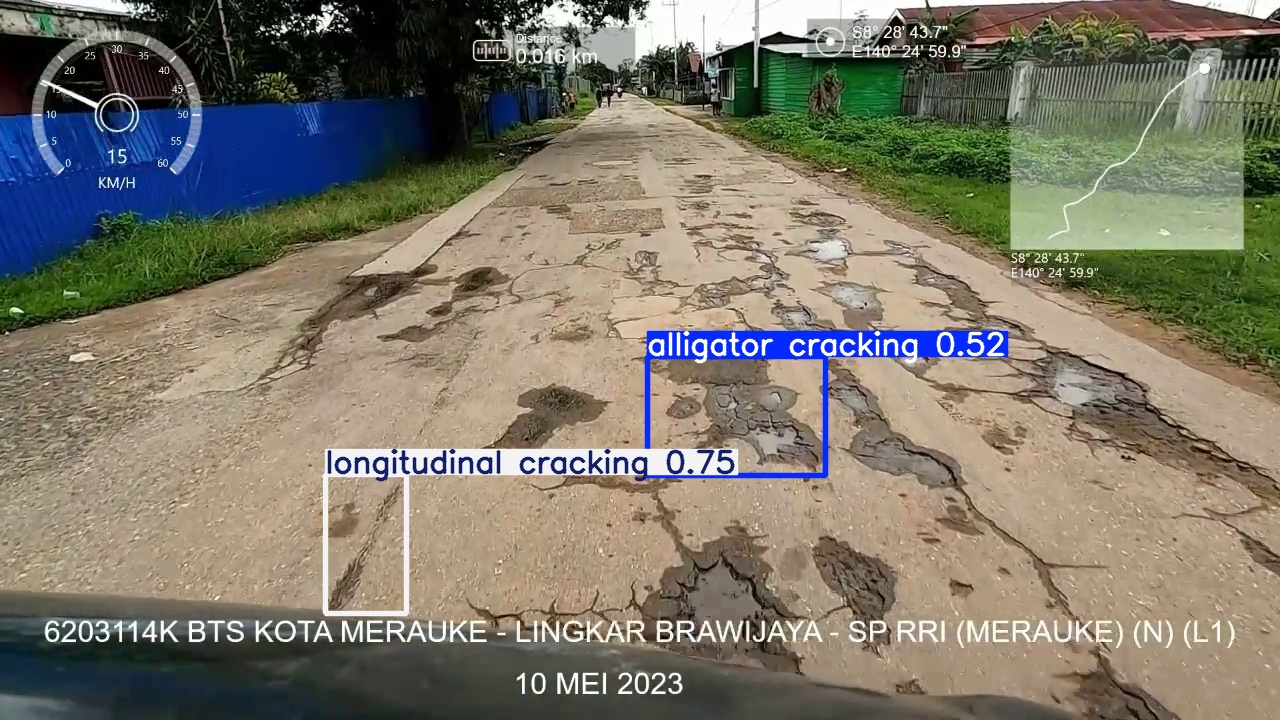 30
25
35
20
40
15
45
10
50
5
55
0
60
15
KM/H
Distance
0.016 km
S8° 28' 43.7"
E140° 24' 59.9"
S8° 28' 43.7"
E140° 24' 59.9"
alligator cracking 0.52
longitudinal cracking 0.75
6203114K BTS KOTA MERAUKE - LINGKAR BRAWIJAYA - SP RRI (MERAUKE) (N) (L1)
10 MEI 2023